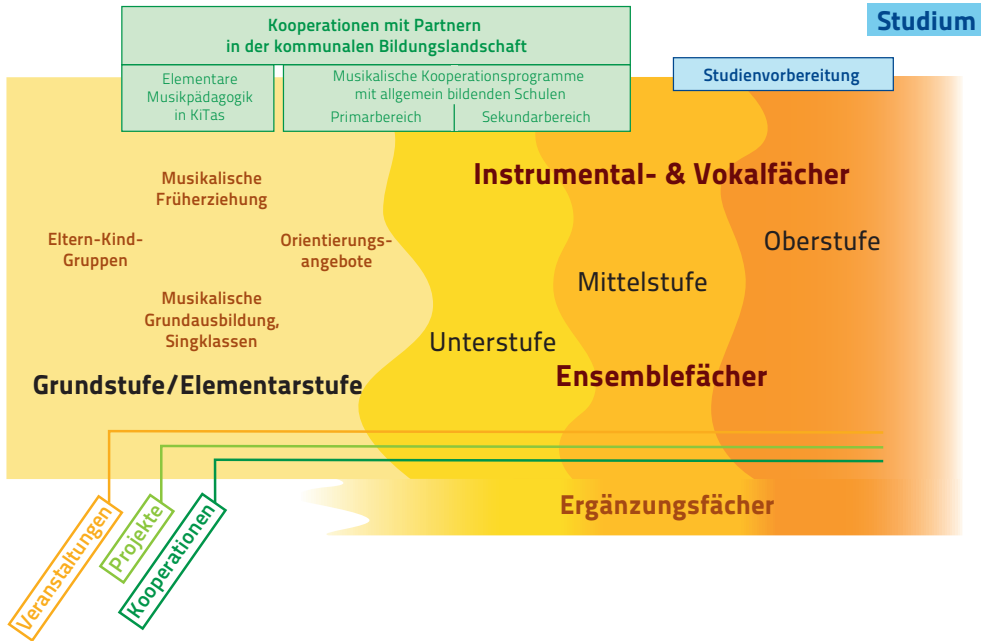 Studium
Kooperationen mit Partnern
in der kommunalen Bildungslandschaft
Elementare
Musikpädagogik
in KiTas
Musikalische Kooperationsprogramme
mit allgemein bildenden Schulen
Primarbereich
Sekundarbereich
Studienvorbereitung
Instrumental- & Vokalfächer
Musikalische
Früherziehung
Eltern-Kind-
Gruppen
Orientierungs-
angebote
Oberstufe
Mittelstufe
Musikalische
Grundausbildung,
Singklassen
Unterstufe
Grundstufe/Elementarstufe
Ensemblefächer
Ergänzungsfächer
Veranstaltungen
Projekte
Kooperationen